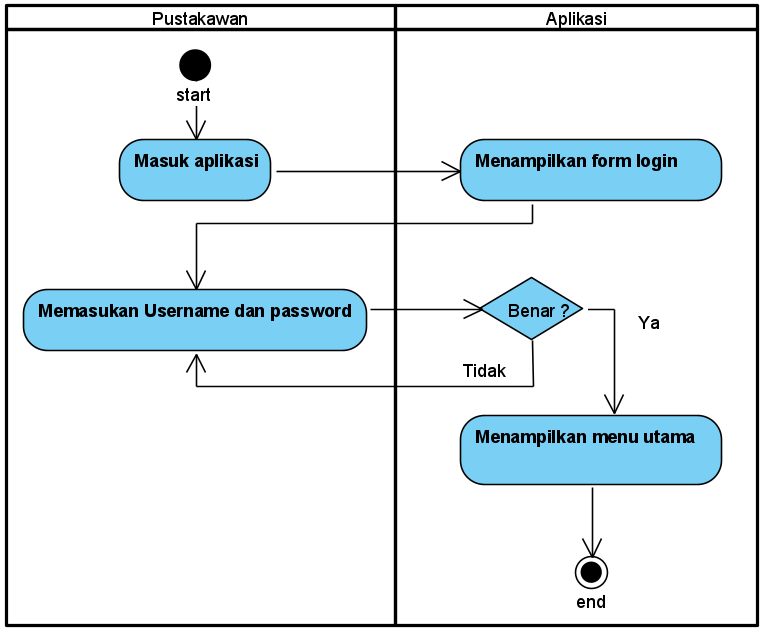 Pustakawan
Aplikasi
start
Masuk aplikasi
Menampilkan form login
Memasukan Username dan password
Benar ?
Ya
Tidak
Menampilkan menu utama
end